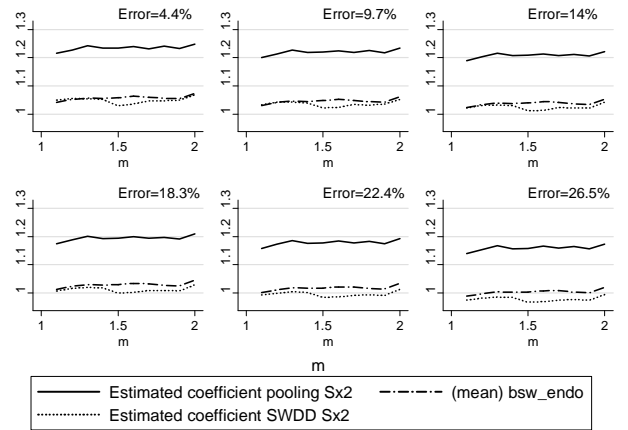 Error=4.4%
Error=9.7%
Error=14%
1 1.1 1.2 1.3
1 1.1 1.2 1.3
1 1.1 1.2 1.3
1 1.5 2
1 1.5 2
1 1.5 2
m
m
m
Error=18.3%
Error=22.4%
Error=26.5%
1 1.1 1.2 1.3
1 1.1 1.2 1.3
1 1.1 1.2 1.3
1 1.5 2
1 1.5 2
1 1.5 2
m
m
m
m
Estimated coefficient pooling Sx2
(mean) bsw_endo
Estimated coefficient SWDD Sx2